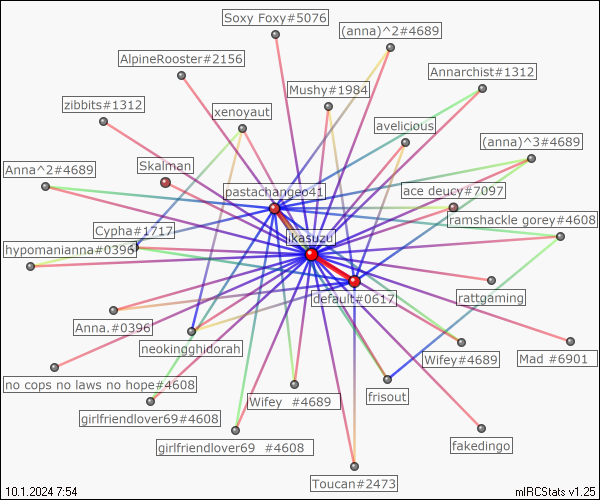 Soxy Foxy#5076
(anna)^2#4689
AlpineRooster#2156
Annarchist#1312
Mushy#1984
zibbits#1312
xenoyaut
avelicious
(anna)^3#4689
Skalman
Anna^2#4689
pastachangeo41
ace deucy#7097
ramshackle gorey#4608
Cypha#1717
ikasuzu
hypomanianna#0396
default#0617
rattgaming
Anna.#0396
neokingghidorah
Wifey#4689
Mad #6901
no cops no laws no hope#4608
Wifey #4689
frisout
girlfriendlover69#4608
girlfriendlover69 #4608
fakedingo
Toucan#2473
10.1.2024 7:54
mIRCStats v1.25